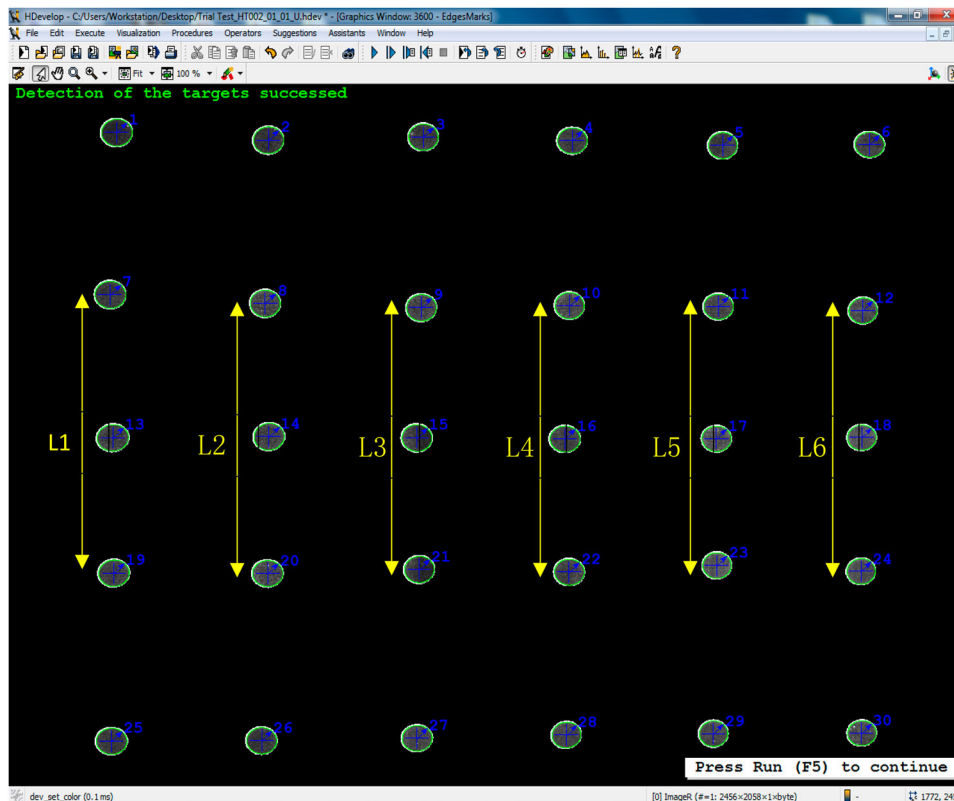 HDevelop - C:/Users/Workstation/Desktop/Trial Test_HT002_01_01_U.hdev * - [Graphics Window: 3600 - EdgesMarks]
File Edit Execute Visualization Procedures Operators Suggestions Assistants Window Help
Fit 100 %
Detection of the targets successed
1 2 3 4 5 6
7 8 9 10 11 12
13 14 15 16 17 18
L1 L2 L3 L4 L5 L6
19 20 21 22 23 24
25 26 27 28 29 30
Press Run (F5) to continue
dev_set_color (0.1 ms) [0] ImageR (#=1: 2456×2058×1×byte) - 1772, 245